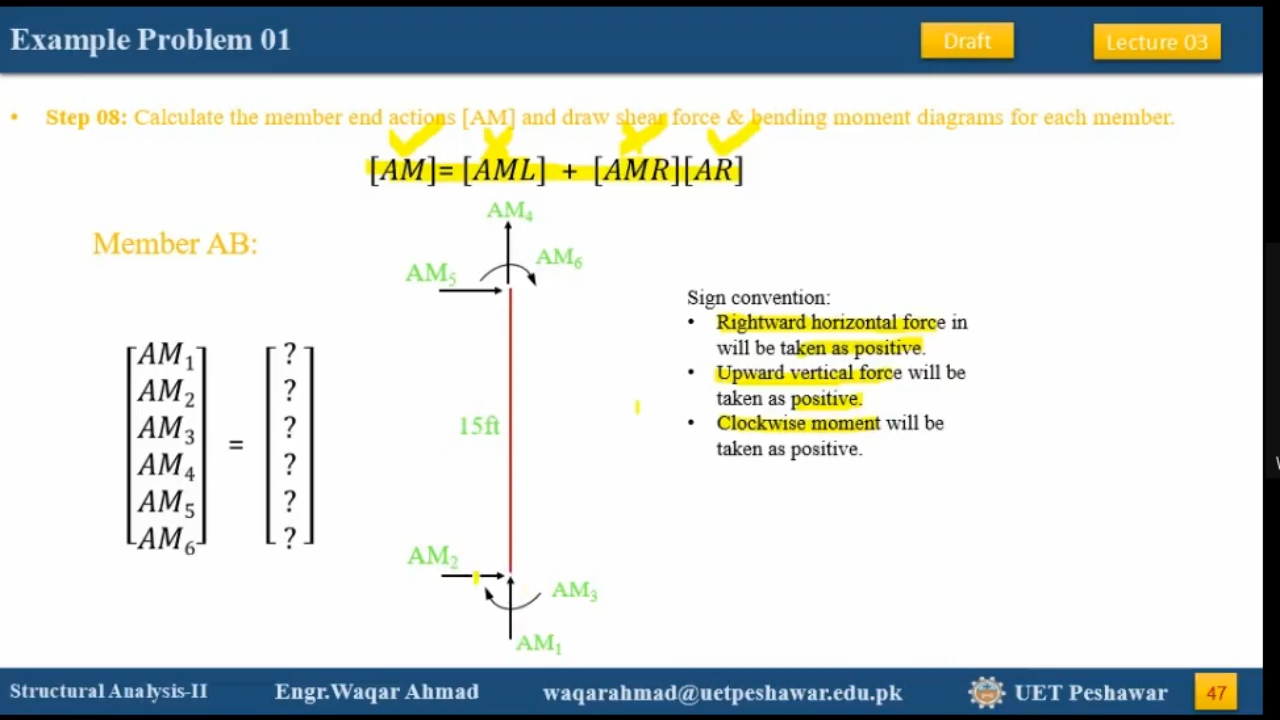 Example Problem 01
Draft
Lecture 03
• Step 08: Calculate the member end actions [AM] and draw shear force & bending moment diagrams for each member.
[AM]= [AML] + [AMR][AR]
Member AB:
AM₄
AM₅
AM₆
Sign convention:
• Rightward horizontal force in
will be taken as positive.
• Upward vertical force will be
taken as positive.
• Clockwise moment will be
taken as positive.
AM₁ ?
AM₂ ?
AM₃ ?
=
AM₄ ?
AM₅ ?
AM₆ ?
15ft
AM₂
AM₃
AM₁
Structural Analysis-II
Engr.Waqar Ahmad
waqarahmad@uetpeshawar.edu.pk
UET Peshawar
47